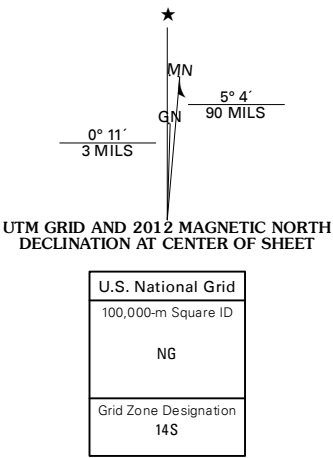 ★
MN
5° 4´
90 MILS
GN
0° 11´
3 MILS
UTM GRID AND 2012 MAGNETIC NORTH
DECLINATION AT CENTER OF SHEET
U.S. National Grid
100,000-m Square ID
NG
Grid Zone Designation
14S